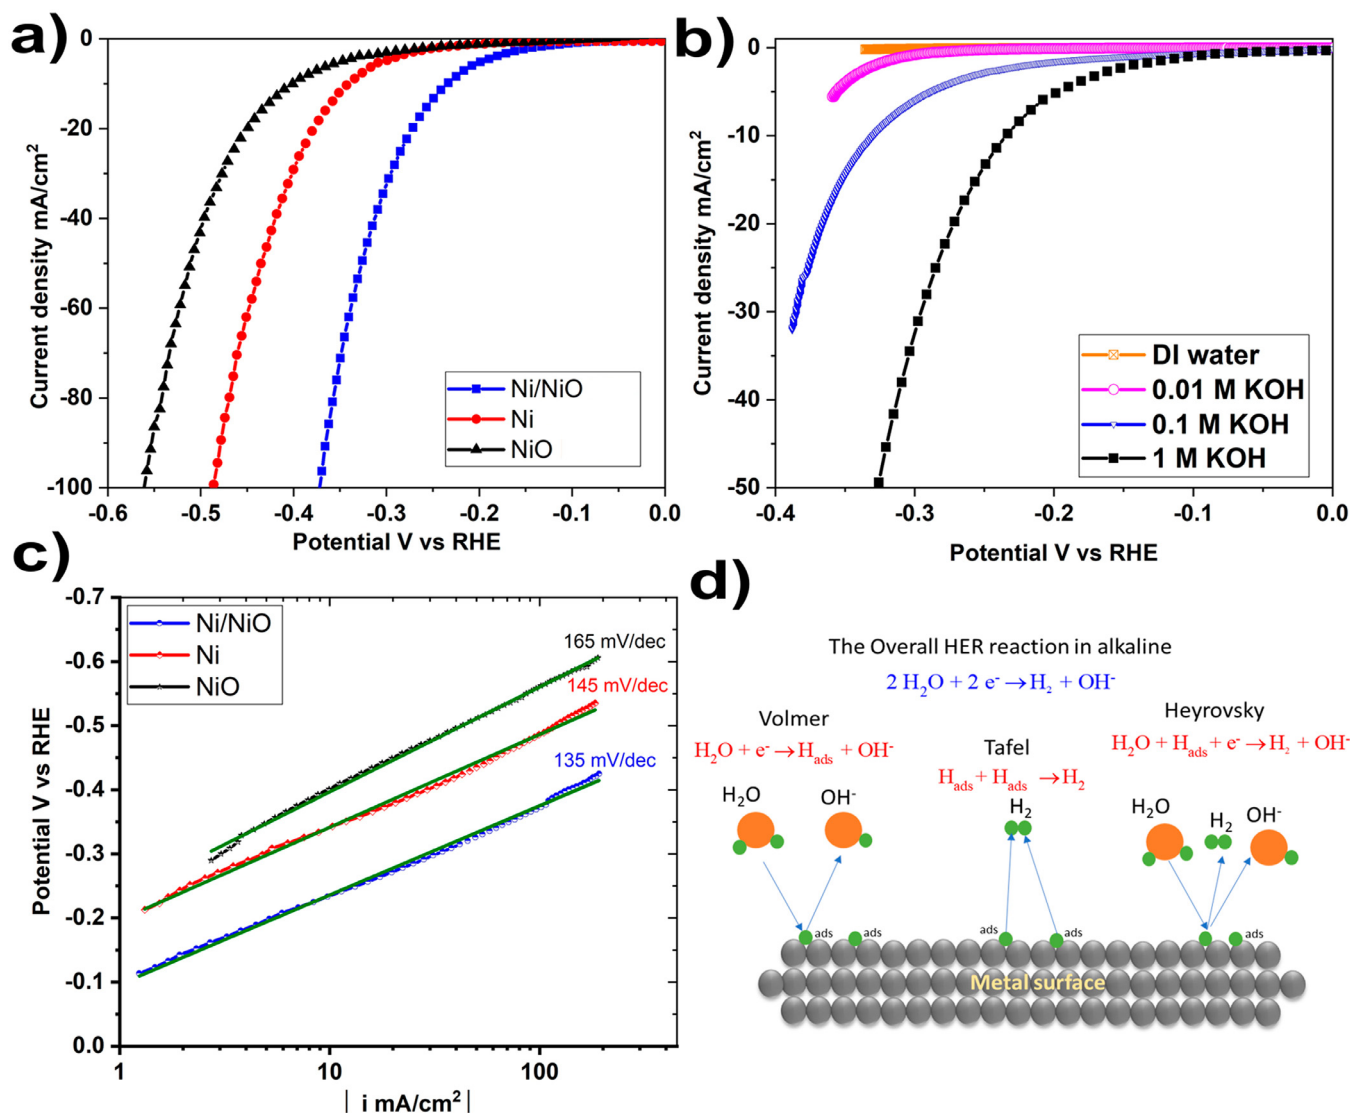 a)
0
-20
-40
-60
-80
-100
Current density mA/cm²
-0.6 -0.5 -0.4 -0.3 -0.2 -0.1 0.0
Potential V vs RHE
Ni/NiO
Ni
NiO
b)
0
-10
-20
-30
-40
-50
Current density mA/cm²
-0.4 -0.3 -0.2 -0.1 0.0
Potential V vs RHE
DI water
0.01 M KOH
0.1 M KOH
1 M KOH
c)
-0.7
-0.6
-0.5
-0.4
-0.3
-0.2
-0.1
0.0
Potential V vs RHE
1 10 100
| i mA/cm²|
Ni/NiO
Ni
NiO
165 mV/dec
145 mV/dec
135 mV/dec
d)
The Overall HER reaction in alkaline
2 H₂O + 2 e⁻ → H₂ + OH⁻
Volmer
H₂O + e⁻ → H_ads + OH⁻
Tafel
H_ads + H_ads → H₂
Heyrovsky
H₂O + H_ads + e⁻ → H₂ + OH⁻
H₂O OH⁻
H₂
H₂O H₂ OH⁻
ads ads ads ads ads ads
Metal surface